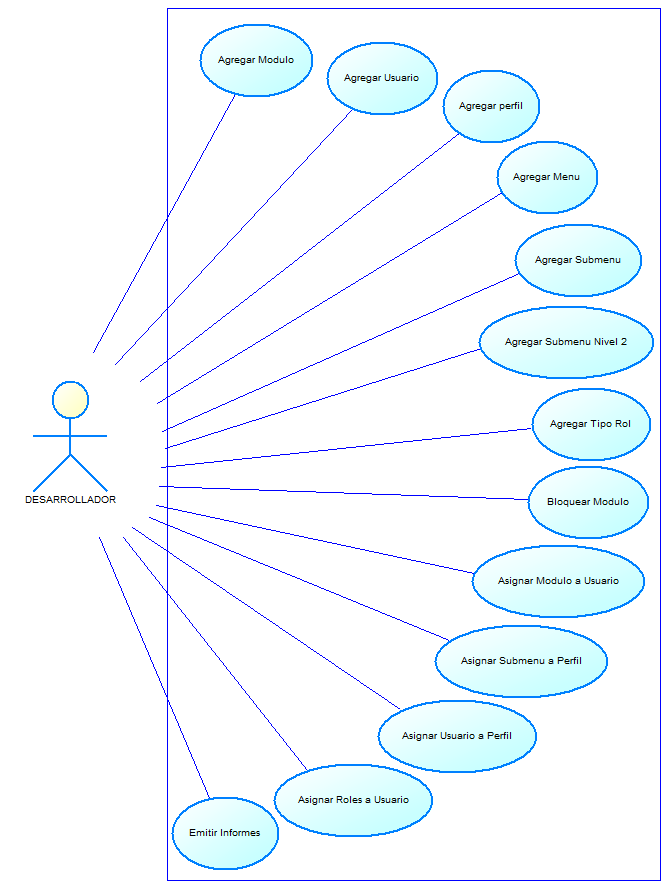 Agregar Modulo
Agregar Usuario
Agregar perfil
Agregar Menu
Agregar Submenu
Agregar Submenu Nivel 2
Agregar Tipo Rol
DESARROLLADOR
Bloquear Modulo
Asignar Modulo a Usuario
Asignar Submenu a Perfil
Asignar Usuario a Perfil
Asignar Roles a Usuario
Emitir Informes